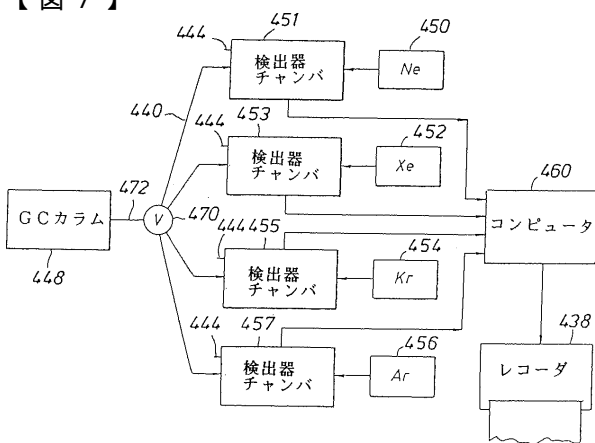 【図7】
444
451
検出器
チャンバ
450
Ne
440
444
453
検出器
チャンバ
452
Xe
460
コンピュータ
472
GCカラム
448
V
470
444
455
検出器
チャンバ
454
Kr
438
レコーダ
444
457
検出器
チャンバ
456
Ar